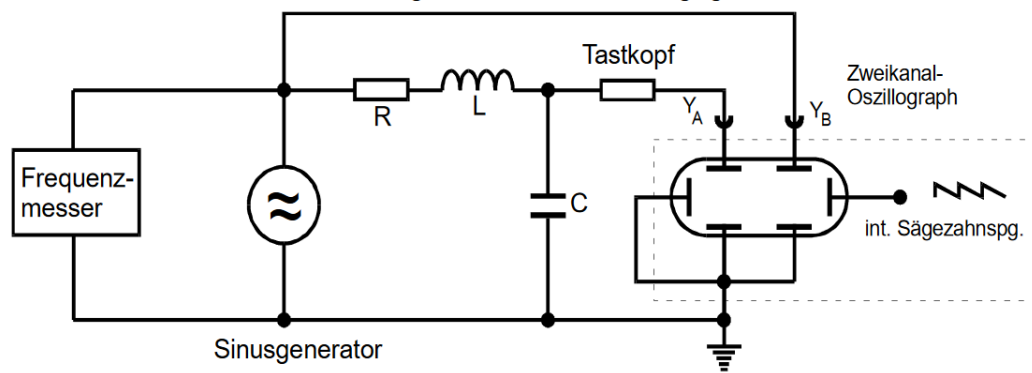 Tastkopf
Zweikanal-
Oszillograph
R
L
Y_A
Y_B
Frequenz-
messer
C
int. Sägezahnspg.
Sinusgenerator